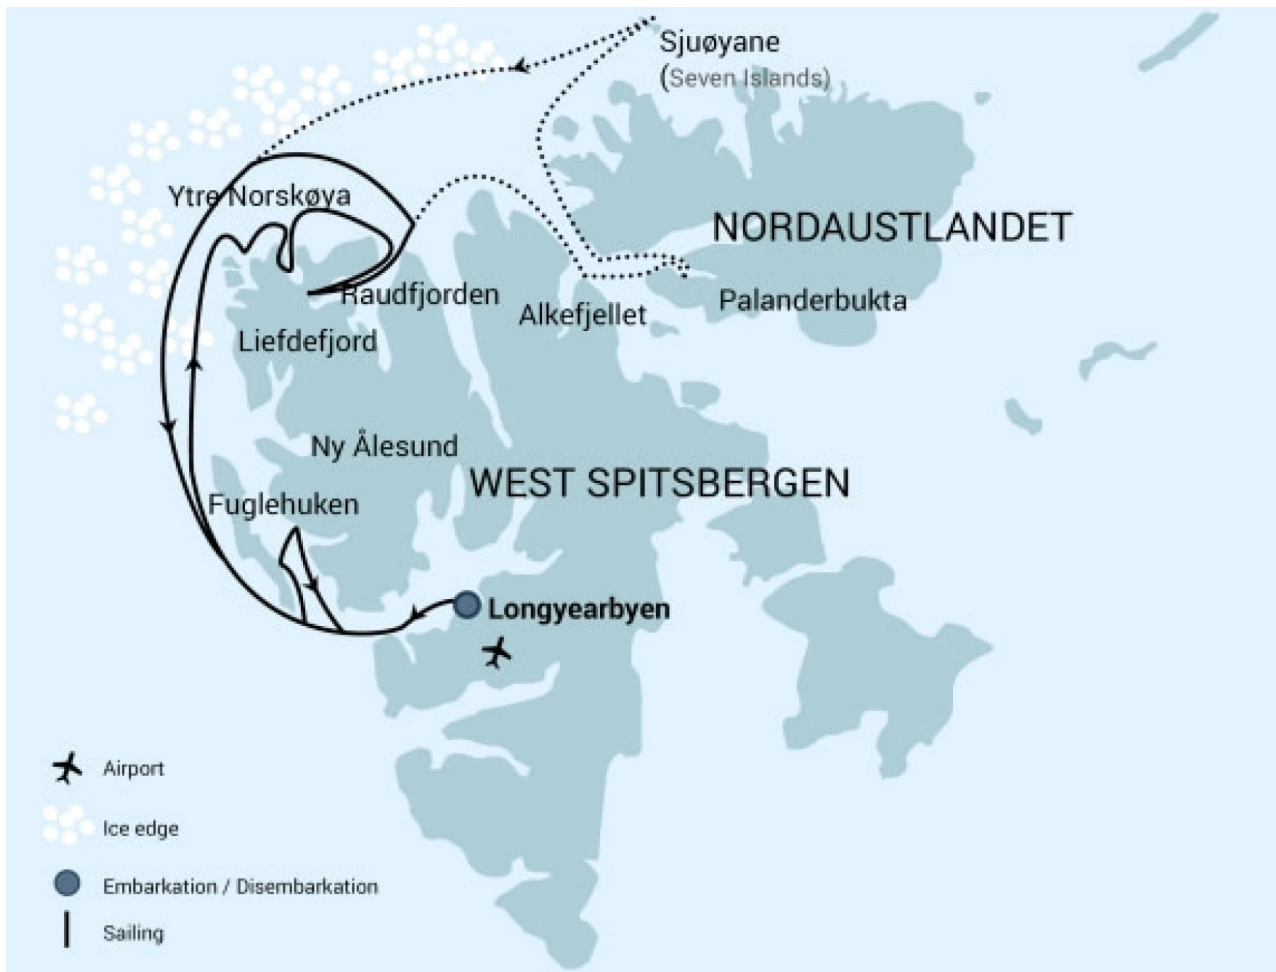 Sjuøyane
(Seven Islands)
Ytre Norskøya
NORDAUSTLANDET
Raudfjorden
Alkefjellet
Palanderbukta
Liefdefjord
Ny Ålesund
WEST SPITSBERGEN
Fuglehuken
Longyearbyen
Airport
Ice edge
Embarkation / Disembarkation
Sailing